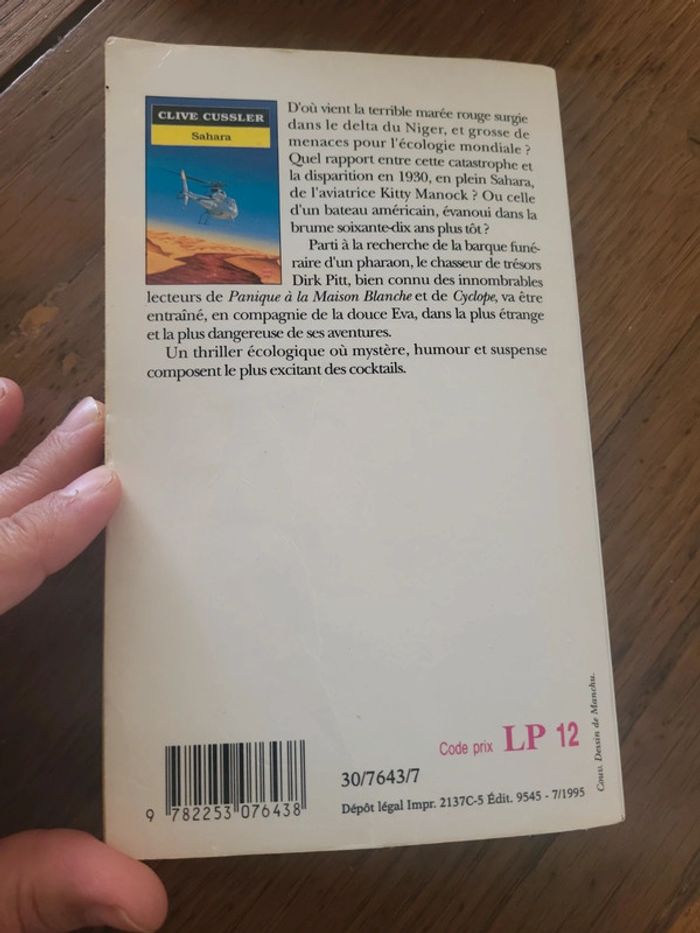 CLIVE CUSSLER
Sahara
D'où vient la terrible marée rouge surgie
dans le delta du Niger, et grosse de
menaces pour l'écologie mondiale ?
Quel rapport entre cette catastrophe et
la disparition en 1930, en plein Sahara,
de l'aviatrice Kitty Manock ? Ou celle
d'un bateau américain, évanoui dans la
brume soixante-dix ans plus tôt ?
Parti à la recherche de la barque funé-
raire d'un pharaon, le chasseur de trésors
Dirk Pitt, bien connu des innombrables
lecteurs de Panique à la Maison Blanche et de Cyclope, va être
entraîné, en compagnie de la douce Eva, dans la plus étrange
et la plus dangereuse de ses aventures.
Un thriller écologique où mystère, humour et suspense
composent le plus excitant des cocktails.
Couv. Dessin de Manchu.
Code prix LP 12
30/7643/7
Dépôt légal Impr. 2137C-5 Édit. 9545 - 7/1995
9 782253 076438